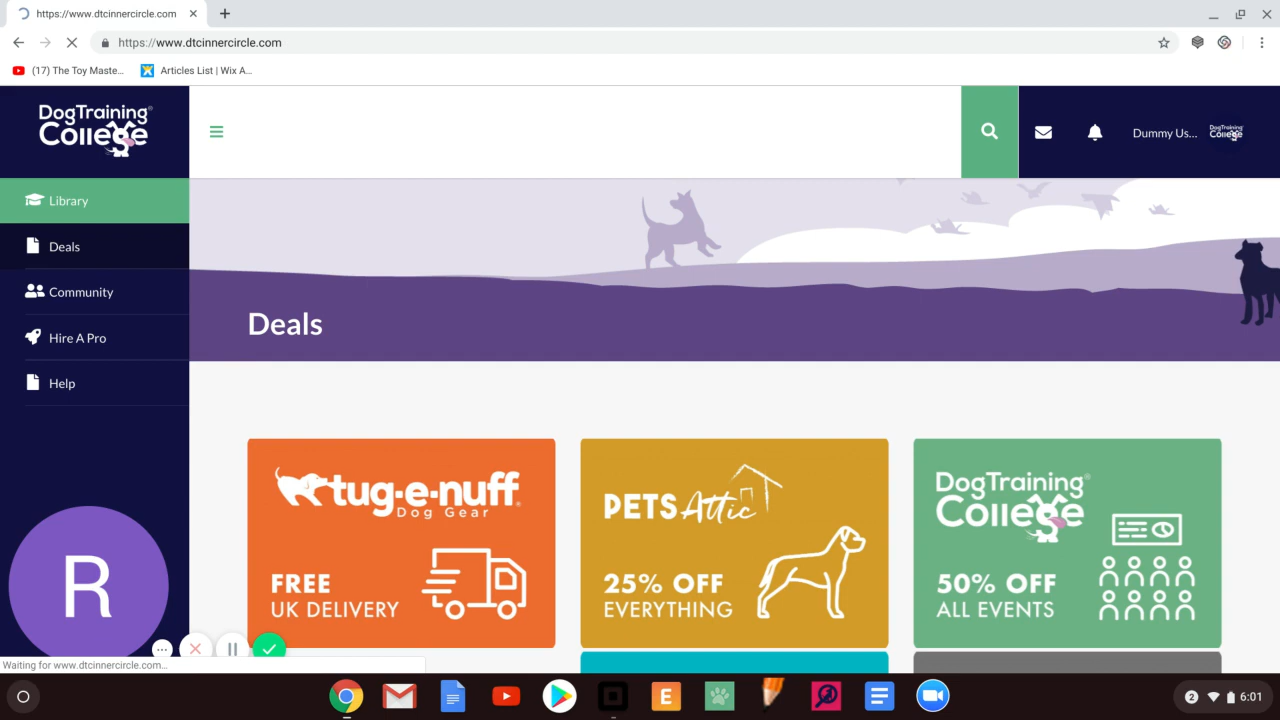 https://www.dtcinnercircle.com
https://www.dtcinnercircle.com
(17) The Toy Maste...
Articles List | Wix A...
DogTraining
College
Dummy Us...
DogTraining
College
Library
Deals
Community
Hire A Pro
Help
Deals
tug-e-nuff
Dog Gear
FREE
UK DELIVERY
PETS Attic
25% OFF
EVERYTHING
DogTraining
College
50% OFF
ALL EVENTS
R
Waiting for www.dtcinnercircle.com...
E
2
6:01